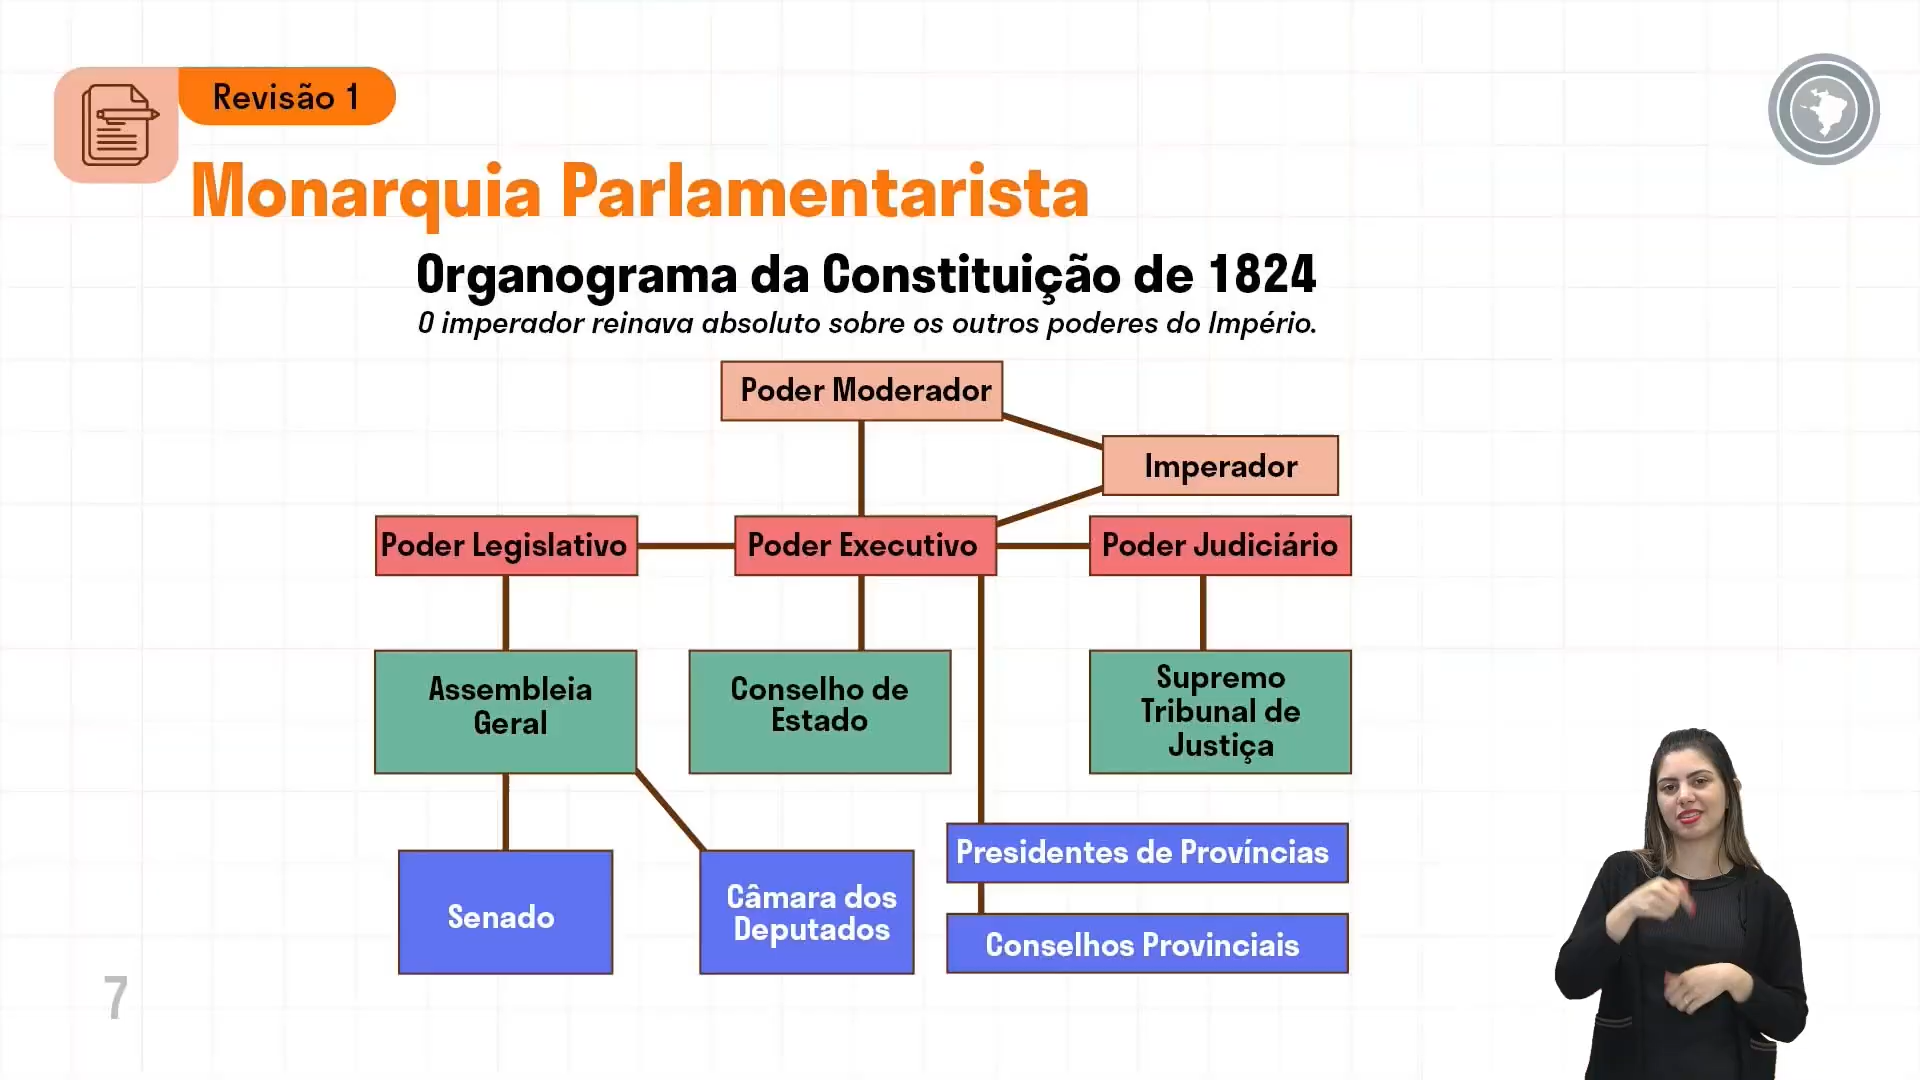 Revisão 1
Monarquia Parlamentarista
Organograma da Constituição de 1824
O imperador reinava absoluto sobre os outros poderes do Império.
Poder Moderador
Imperador
Poder Legislativo
Poder Executivo
Poder Judiciário
Assembleia
Geral
Conselho de
Estado
Supremo
Tribunal de
Justiça
Senado
Câmara dos
Deputados
Presidentes de Províncias
Conselhos Provinciais
7